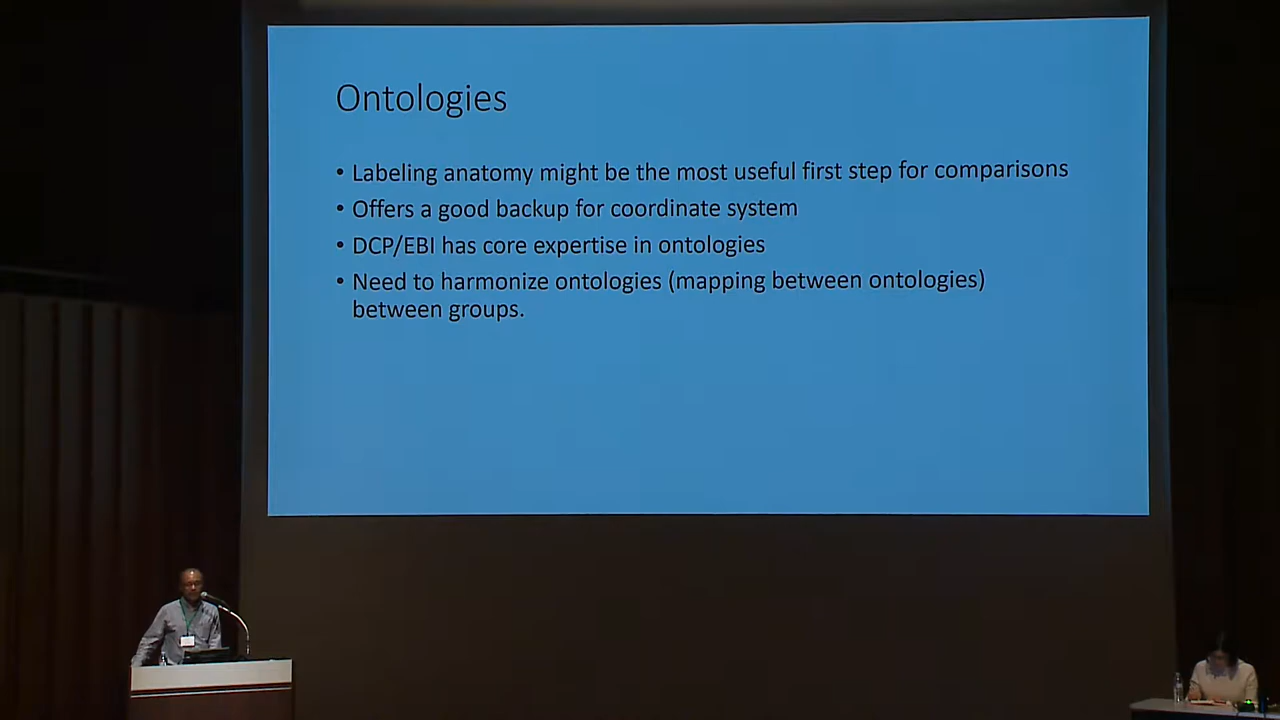 Ontologies
• Labeling anatomy might be the most useful first step for comparisons
• Offers a good backup for coordinate system
• DCP/EBI has core expertise in ontologies
• Need to harmonize ontologies (mapping between ontologies)
between groups.